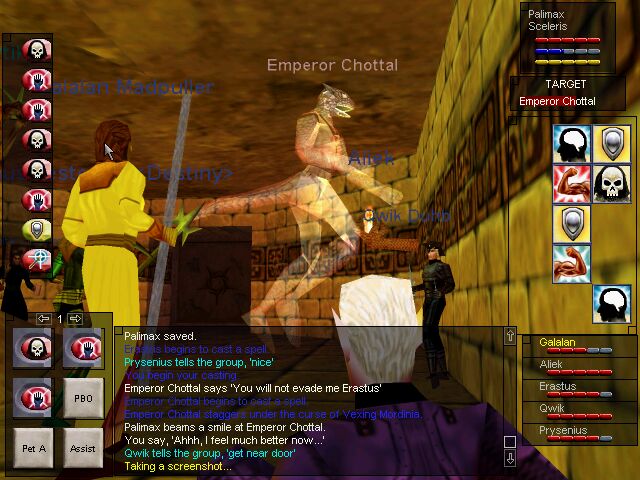 Palimax
Sceleris
TARGET
Emperor Chottal
Emperor Chottal
Galalan Madpuller
Aliek
Destiny>
Qwik
1
PBO
Pet A
Assist
Palimax saved.
Erastus begins to cast a spell.
Prysenius tells the group, 'nice'
You begin your casting.
Emperor Chottal says 'You will not evade me Erastus'
Emperor Chottal begins to cast a spell.
Emperor Chottal staggers under the curse of Vexing Mordinia.
Palimax beams a smile at Emperor Chottal.
You say, 'Ahhh, I feel much better now...'
Qwik tells the group, 'get near door'
Taking a screenshot...
Galalan
Aliek
Erastus
Qwik
Prysenius